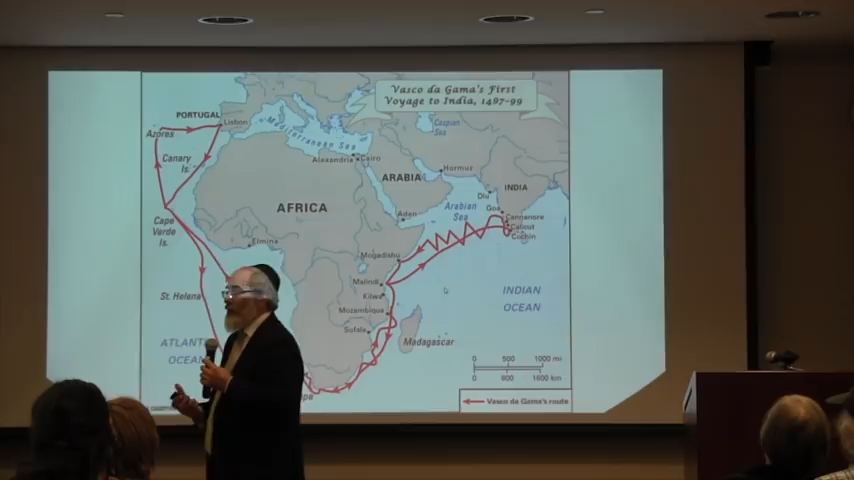 Vasco da Gama's First
Voyage to India, 1497-99
PORTUGAL
Lisbon
Azores
Mediterranean Sea
Caspian
Sea
Canary
Is.
Alexandria
Cairo
Hormuz
ARABIA
INDIA
Diu
Goa
AFRICA
Arabian
Sea
Aden
Cannanore
Calicut
Cochin
Cape
Verde
Is.
Elmina
Mogadishu
Malindi
Kilwa
St. Helena
Mozambique
INDIAN
OCEAN
Sofala
Madagascar
ATLANT
OCEA
0 500 1000 mi
0 800 1600 km
Vasco da Gama's route